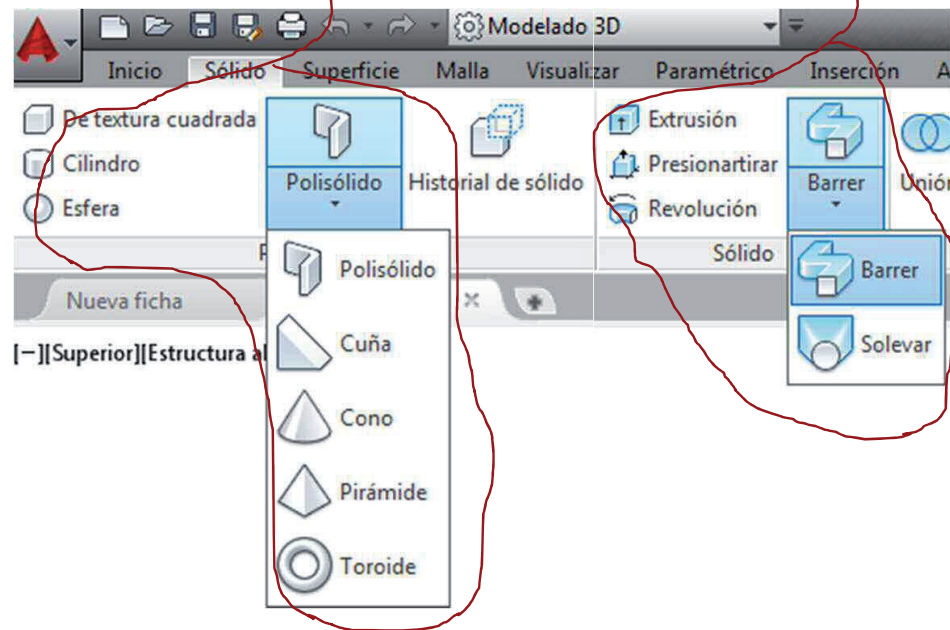 Modelado 3D
Inicio Sólido Superficie Malla Visualizar Paramétrico Inserción A
De textura cuadrada
Cilindro
Esfera
Polisólido
Historial de sólido
Extrusión
Presionartirar
Revolución
Barrer
Unión
Sólido
Nueva ficha
[−][Superior][Estructura al
Polisólido
Cuña
Cono
Pirámide
Toroide
Barrer
Solevar